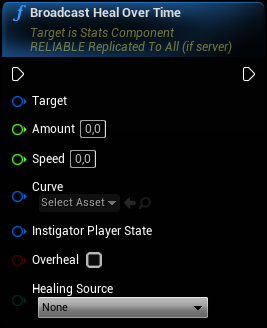 Broadcast Heal Over Time
Target is Stats Component
RELIABLE Replicated To All (if server)
Target
Amount 0,0
Speed 0,0
Curve
Select Asset
Instigator Player State
Overheal
Healing Source
None